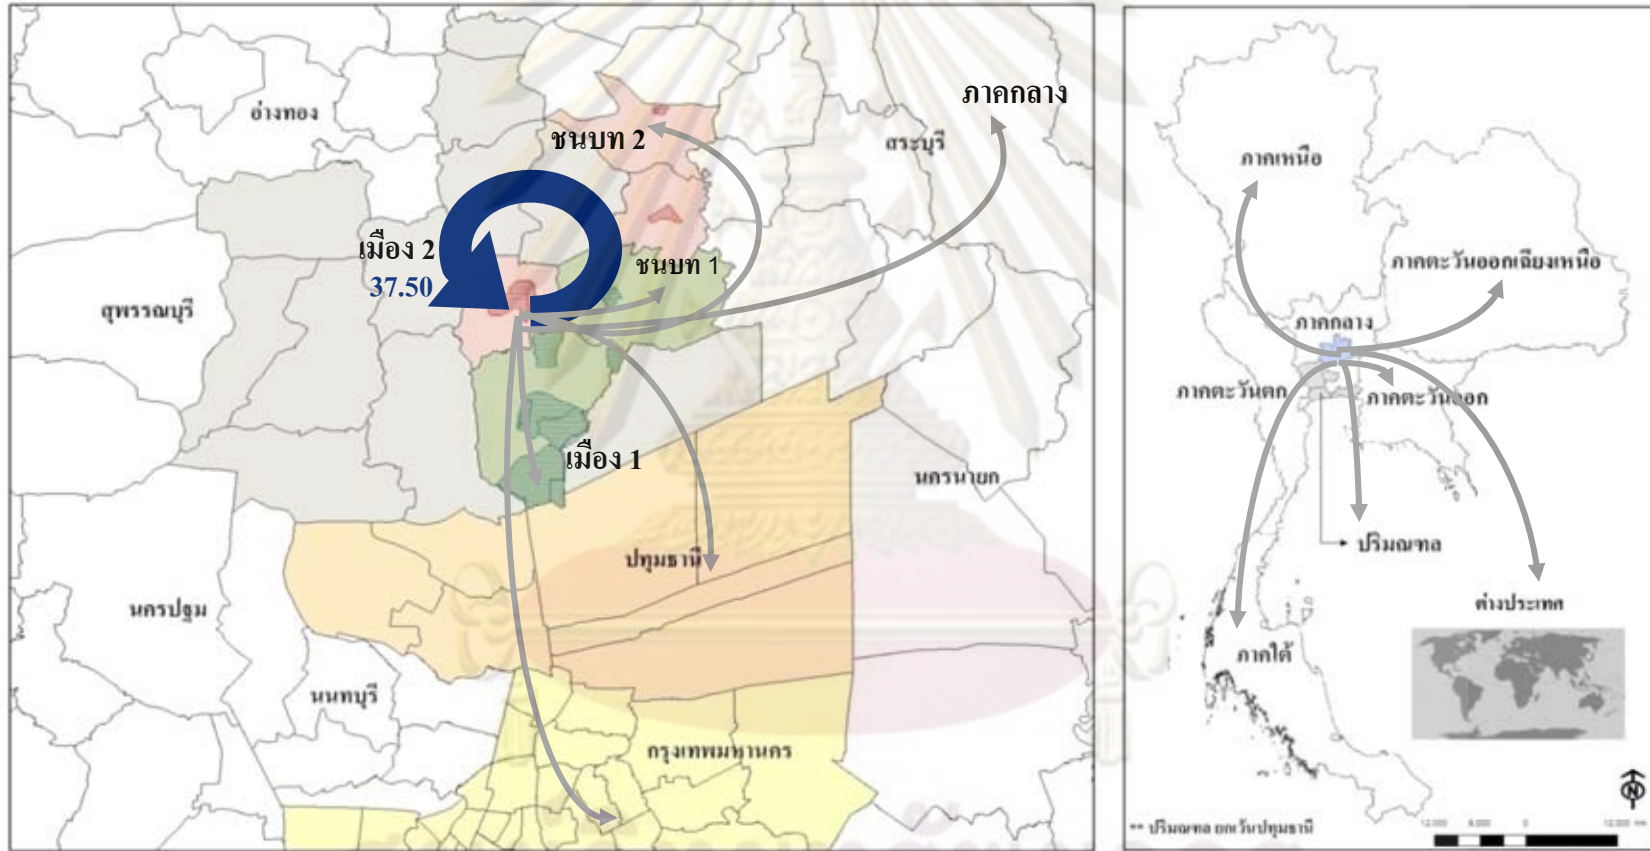 ภาคกลาง
อ่างทอง
ชนบท 2
สระบุรี
เมือง 2
37.50
ชนบท 1
สุพรรณบุรี
เมือง 1
นครนายก
ปทุมธานี
นครปฐม
นนทบุรี
กรุงเทพมหานคร
ภาคเหนือ
ภาคตะวันออกเฉียงเหนือ
ภาคกลาง
ภาคตะวันตก
ภาคตะวันออก
ปริมณฑล
ต่างประเทศ
ภาคใต้
N
** ปริมณฑล ยกเว้นปทุมธานี
0